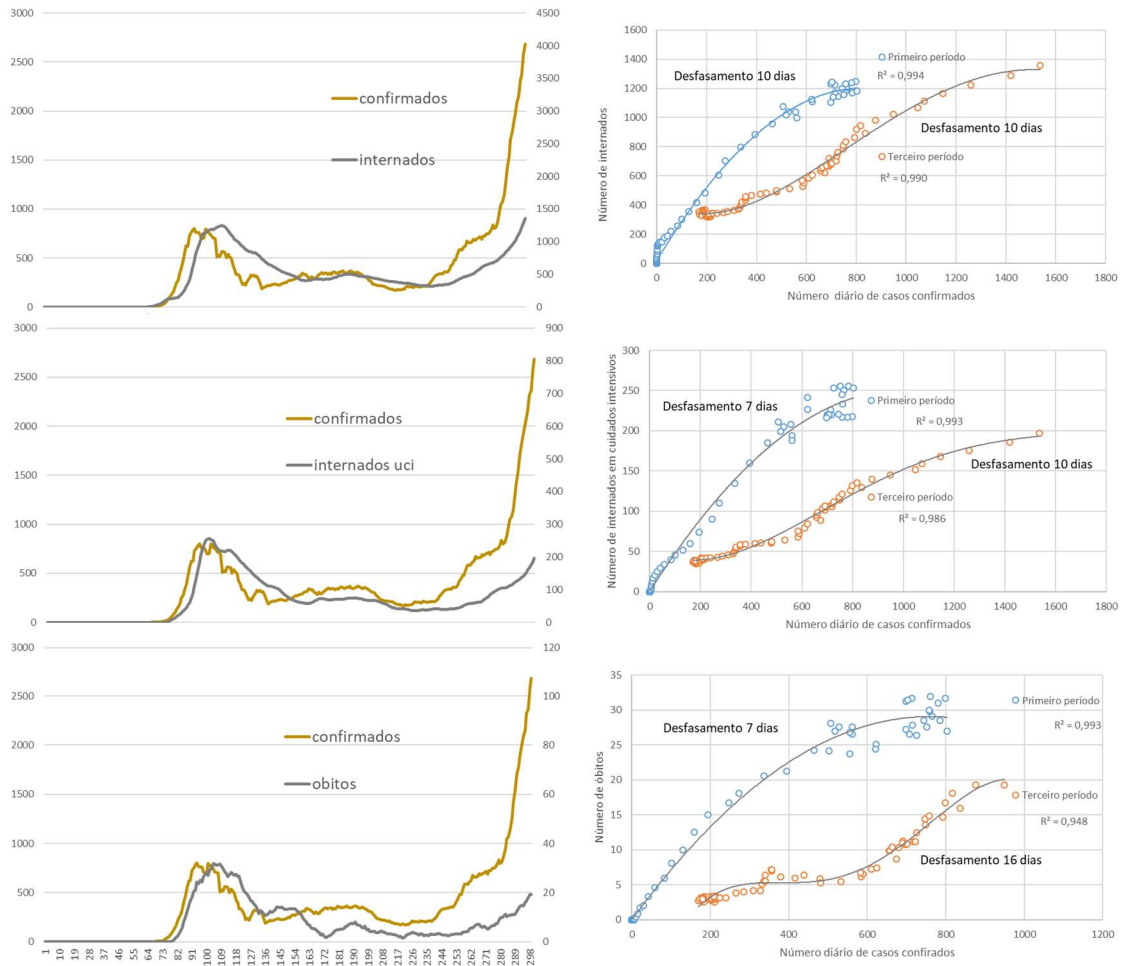 3000
2500
2000
1500
1000
500
0
4500
4000
3500
3000
2500
2000
1500
1000
500
0
confirmados
internados
1600
1400
1200
1000
800
600
400
200
0
Número de internados
Desfasamento 10 dias
Primeiro período
R² = 0,994
Desfasamento 10 dias
Terceiro período
R² = 0,990
0 200 400 600 800 1000 1200 1400 1600 1800
Número diário de casos confirmados
3000
2500
2000
1500
1000
500
0
900
800
700
600
500
400
300
200
100
0
confirmados
internados uci
300
250
200
150
100
50
0
Número de internados em cuidados intensivos
Desfasamento 7 dias
Primeiro período
R² = 0,993
Desfasamento 10 dias
Terceiro período
R² = 0,986
0 200 400 600 800 1000 1200 1400 1600 1800
Número diário de casos confirmados
3000
2500
2000
1500
1000
500
0
120
100
80
60
40
20
0
confirmados
obitos
1 10 19 28 37 46 55 64 73 82 91 100 109 118 127 136 145 154 163 172 181 190 199 208 217 226 235 244 253 262 271 280 289 298
35
30
25
20
15
10
5
0
Número de óbitos
Desfasamento 7 dias
Primeiro período
R² = 0,993
Terceiro período
R² = 0,948
Desfasamento 16 dias
0 200 400 600 800 1000 1200
Número diário de casos confirmados